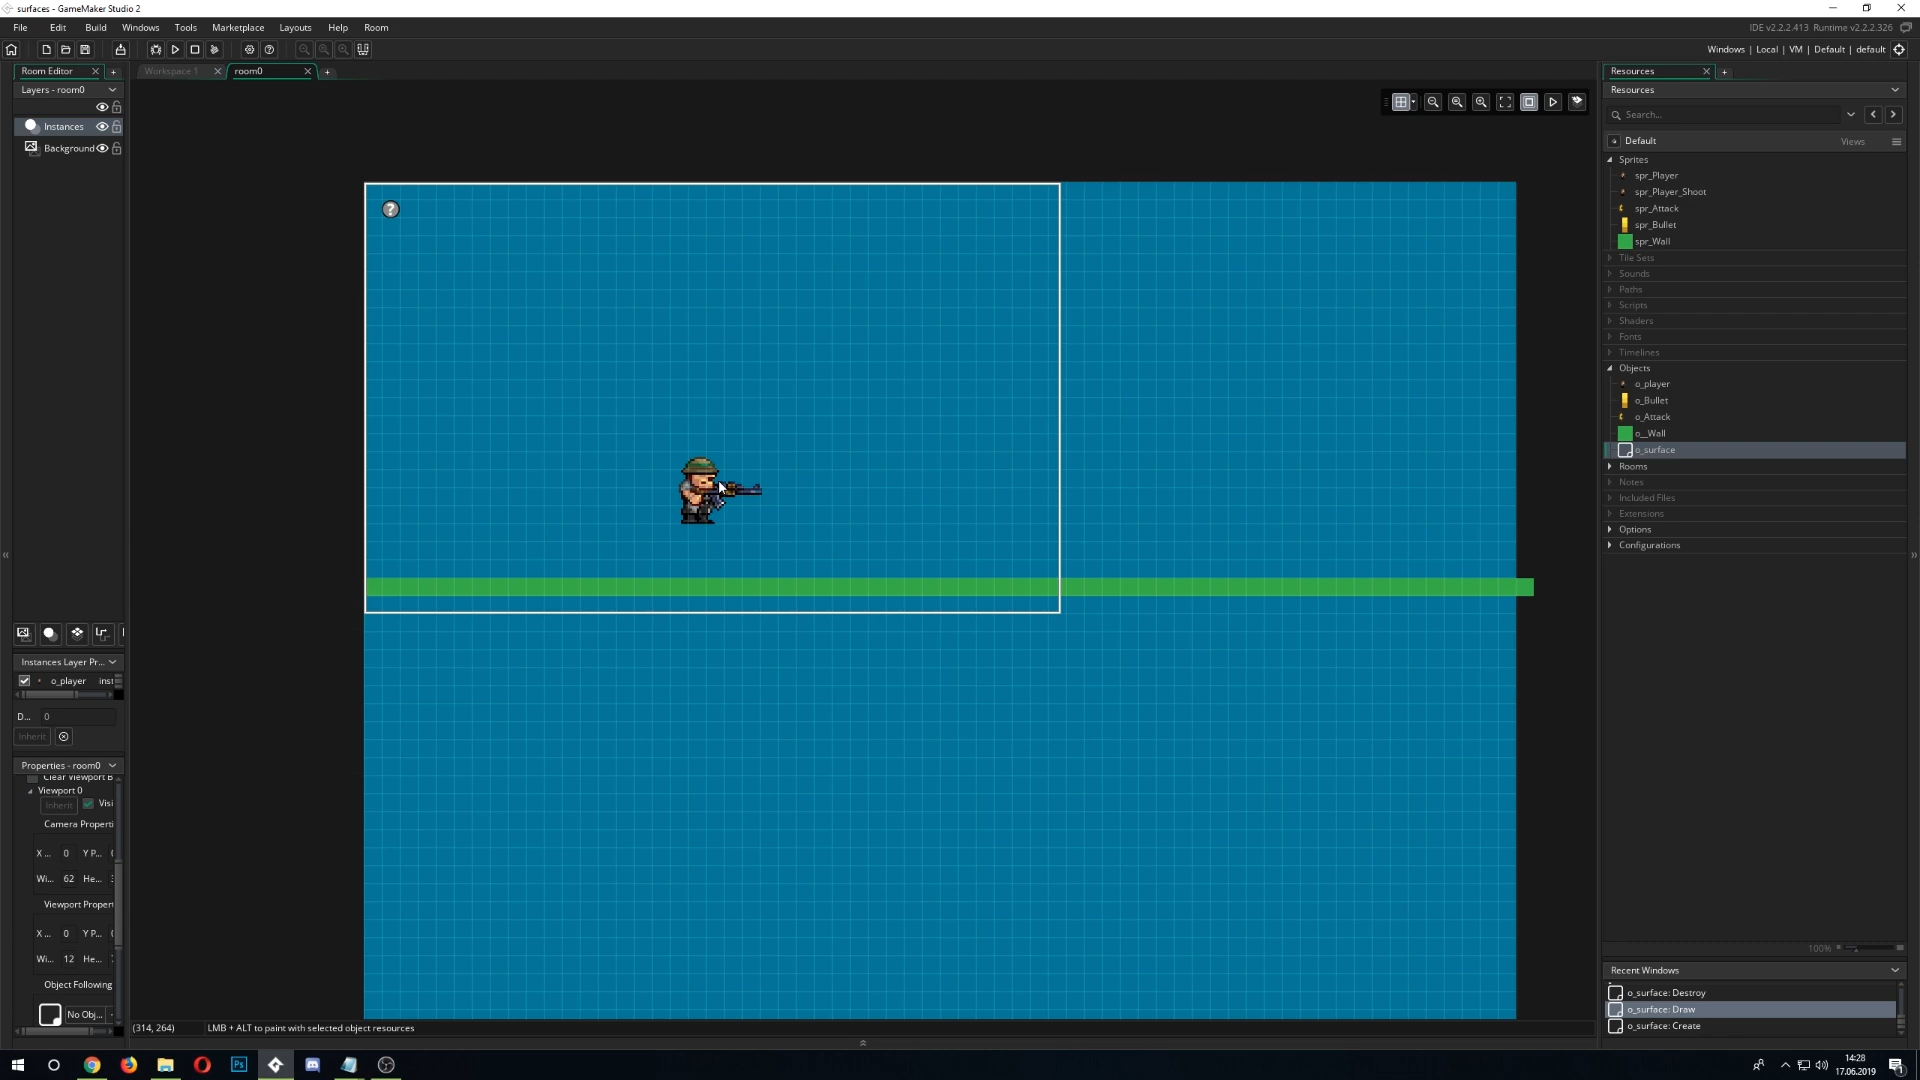 surfaces - GameMaker Studio 2
File Edit Build Windows Tools Marketplace Layouts Help Room
IDE v2.2.2.413 Runtime v2.2.2.326
Windows | Local | VM | Default | default
Room Editor
Workspace 1
room0
Resources
Layers - room0
Resources
Search...
Instances
Background
Default
Views
Sprites
spr_Player
spr_Player_Shoot
spr_Attack
spr_Bullet
spr_Wall
Tile Sets
Sounds
Paths
Scripts
Shaders
Fonts
Timelines
Objects
o_player
o_Bullet
o_Attack
o__Wall
o_surface
Rooms
Notes
Included Files
Extensions
Options
Configurations
?
Instances Layer Pr...
o_player inst
D... 0
Inherit
Properties - room0
Clear Viewport B
Viewport 0
Inherit Visi
Camera Properti
X ... 0 Y P...
Wi... 62 He...
Viewport Propert
X ... 0 Y P...
Wi... 12 He...
Object Following
No Obj...
(314, 264) LMB + ALT to paint with selected object resources
100%
Recent Windows
o_surface: Destroy
o_surface: Draw
o_surface: Create
Ps
14:28
17.06.2019